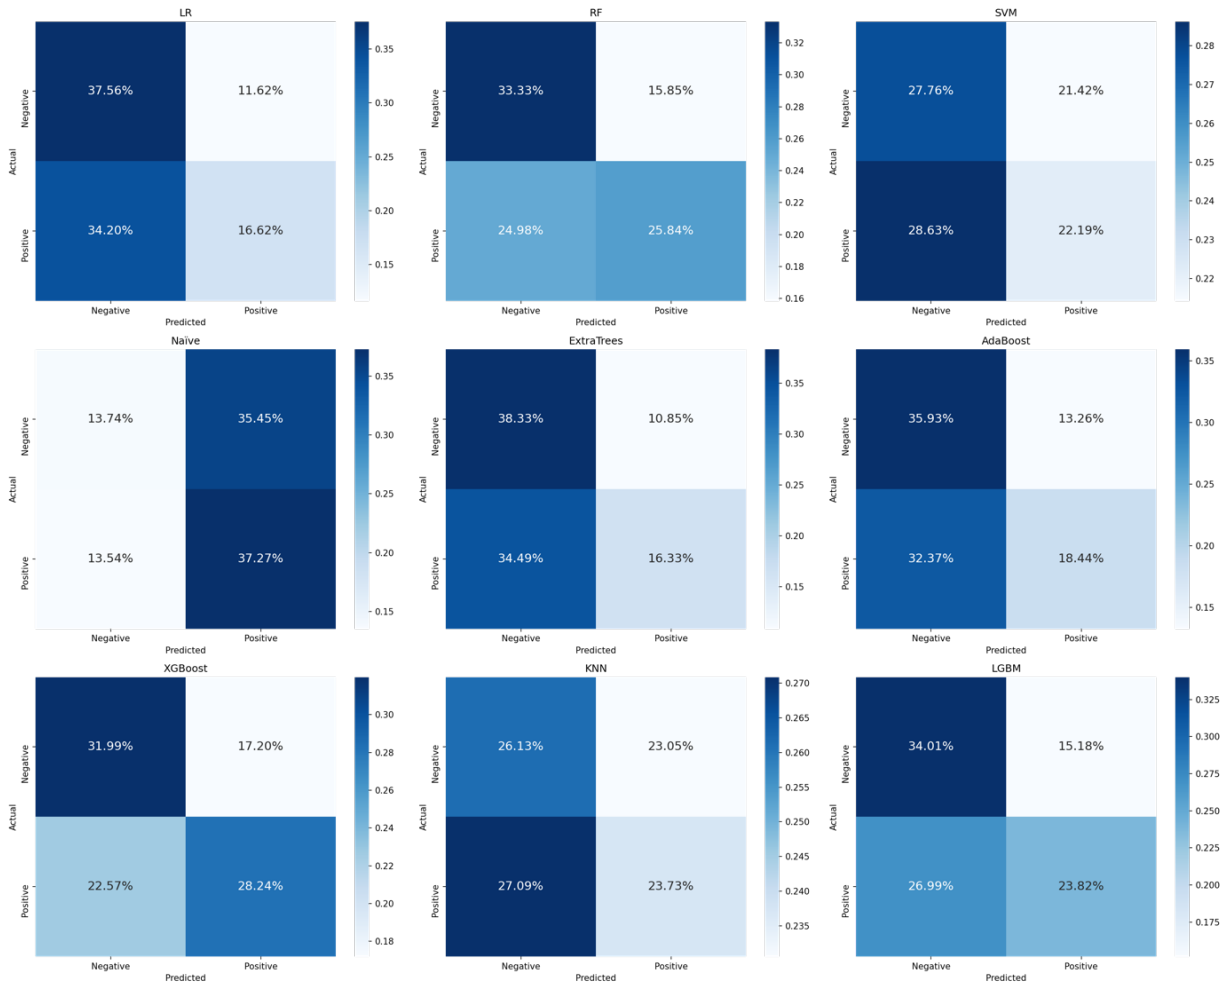 LR
37.56%
11.62%
34.20%
16.62%
Negative
Positive
Actual
Negative
Positive
Predicted
0.35
0.30
0.25
0.20
0.15
RF
33.33%
15.85%
24.98%
25.84%
Negative
Positive
Actual
Negative
Positive
Predicted
0.32
0.30
0.28
0.26
0.24
0.22
0.20
0.18
0.16
SVM
27.76%
21.42%
28.63%
22.19%
Negative
Positive
Actual
Negative
Positive
Predicted
0.28
0.27
0.26
0.25
0.24
0.23
0.22
Naïve
13.74%
35.45%
13.54%
37.27%
Negative
Positive
Actual
Negative
Positive
Predicted
0.35
0.30
0.25
0.20
0.15
ExtraTrees
38.33%
10.85%
34.49%
16.33%
Negative
Positive
Actual
Negative
Positive
Predicted
0.35
0.30
0.25
0.20
0.15
AdaBoost
35.93%
13.26%
32.37%
18.44%
Negative
Positive
Actual
Negative
Positive
Predicted
0.35
0.30
0.25
0.20
0.15
XGBoost
31.99%
17.20%
22.57%
28.24%
Negative
Positive
Actual
Negative
Positive
Predicted
0.30
0.28
0.26
0.24
0.22
0.20
0.18
KNN
26.13%
23.05%
27.09%
23.73%
Negative
Positive
Actual
Negative
Positive
Predicted
0.270
0.265
0.260
0.255
0.250
0.245
0.240
0.235
LGBM
34.01%
15.18%
26.99%
23.82%
Negative
Positive
Actual
Negative
Positive
Predicted
0.325
0.300
0.275
0.250
0.225
0.200
0.175